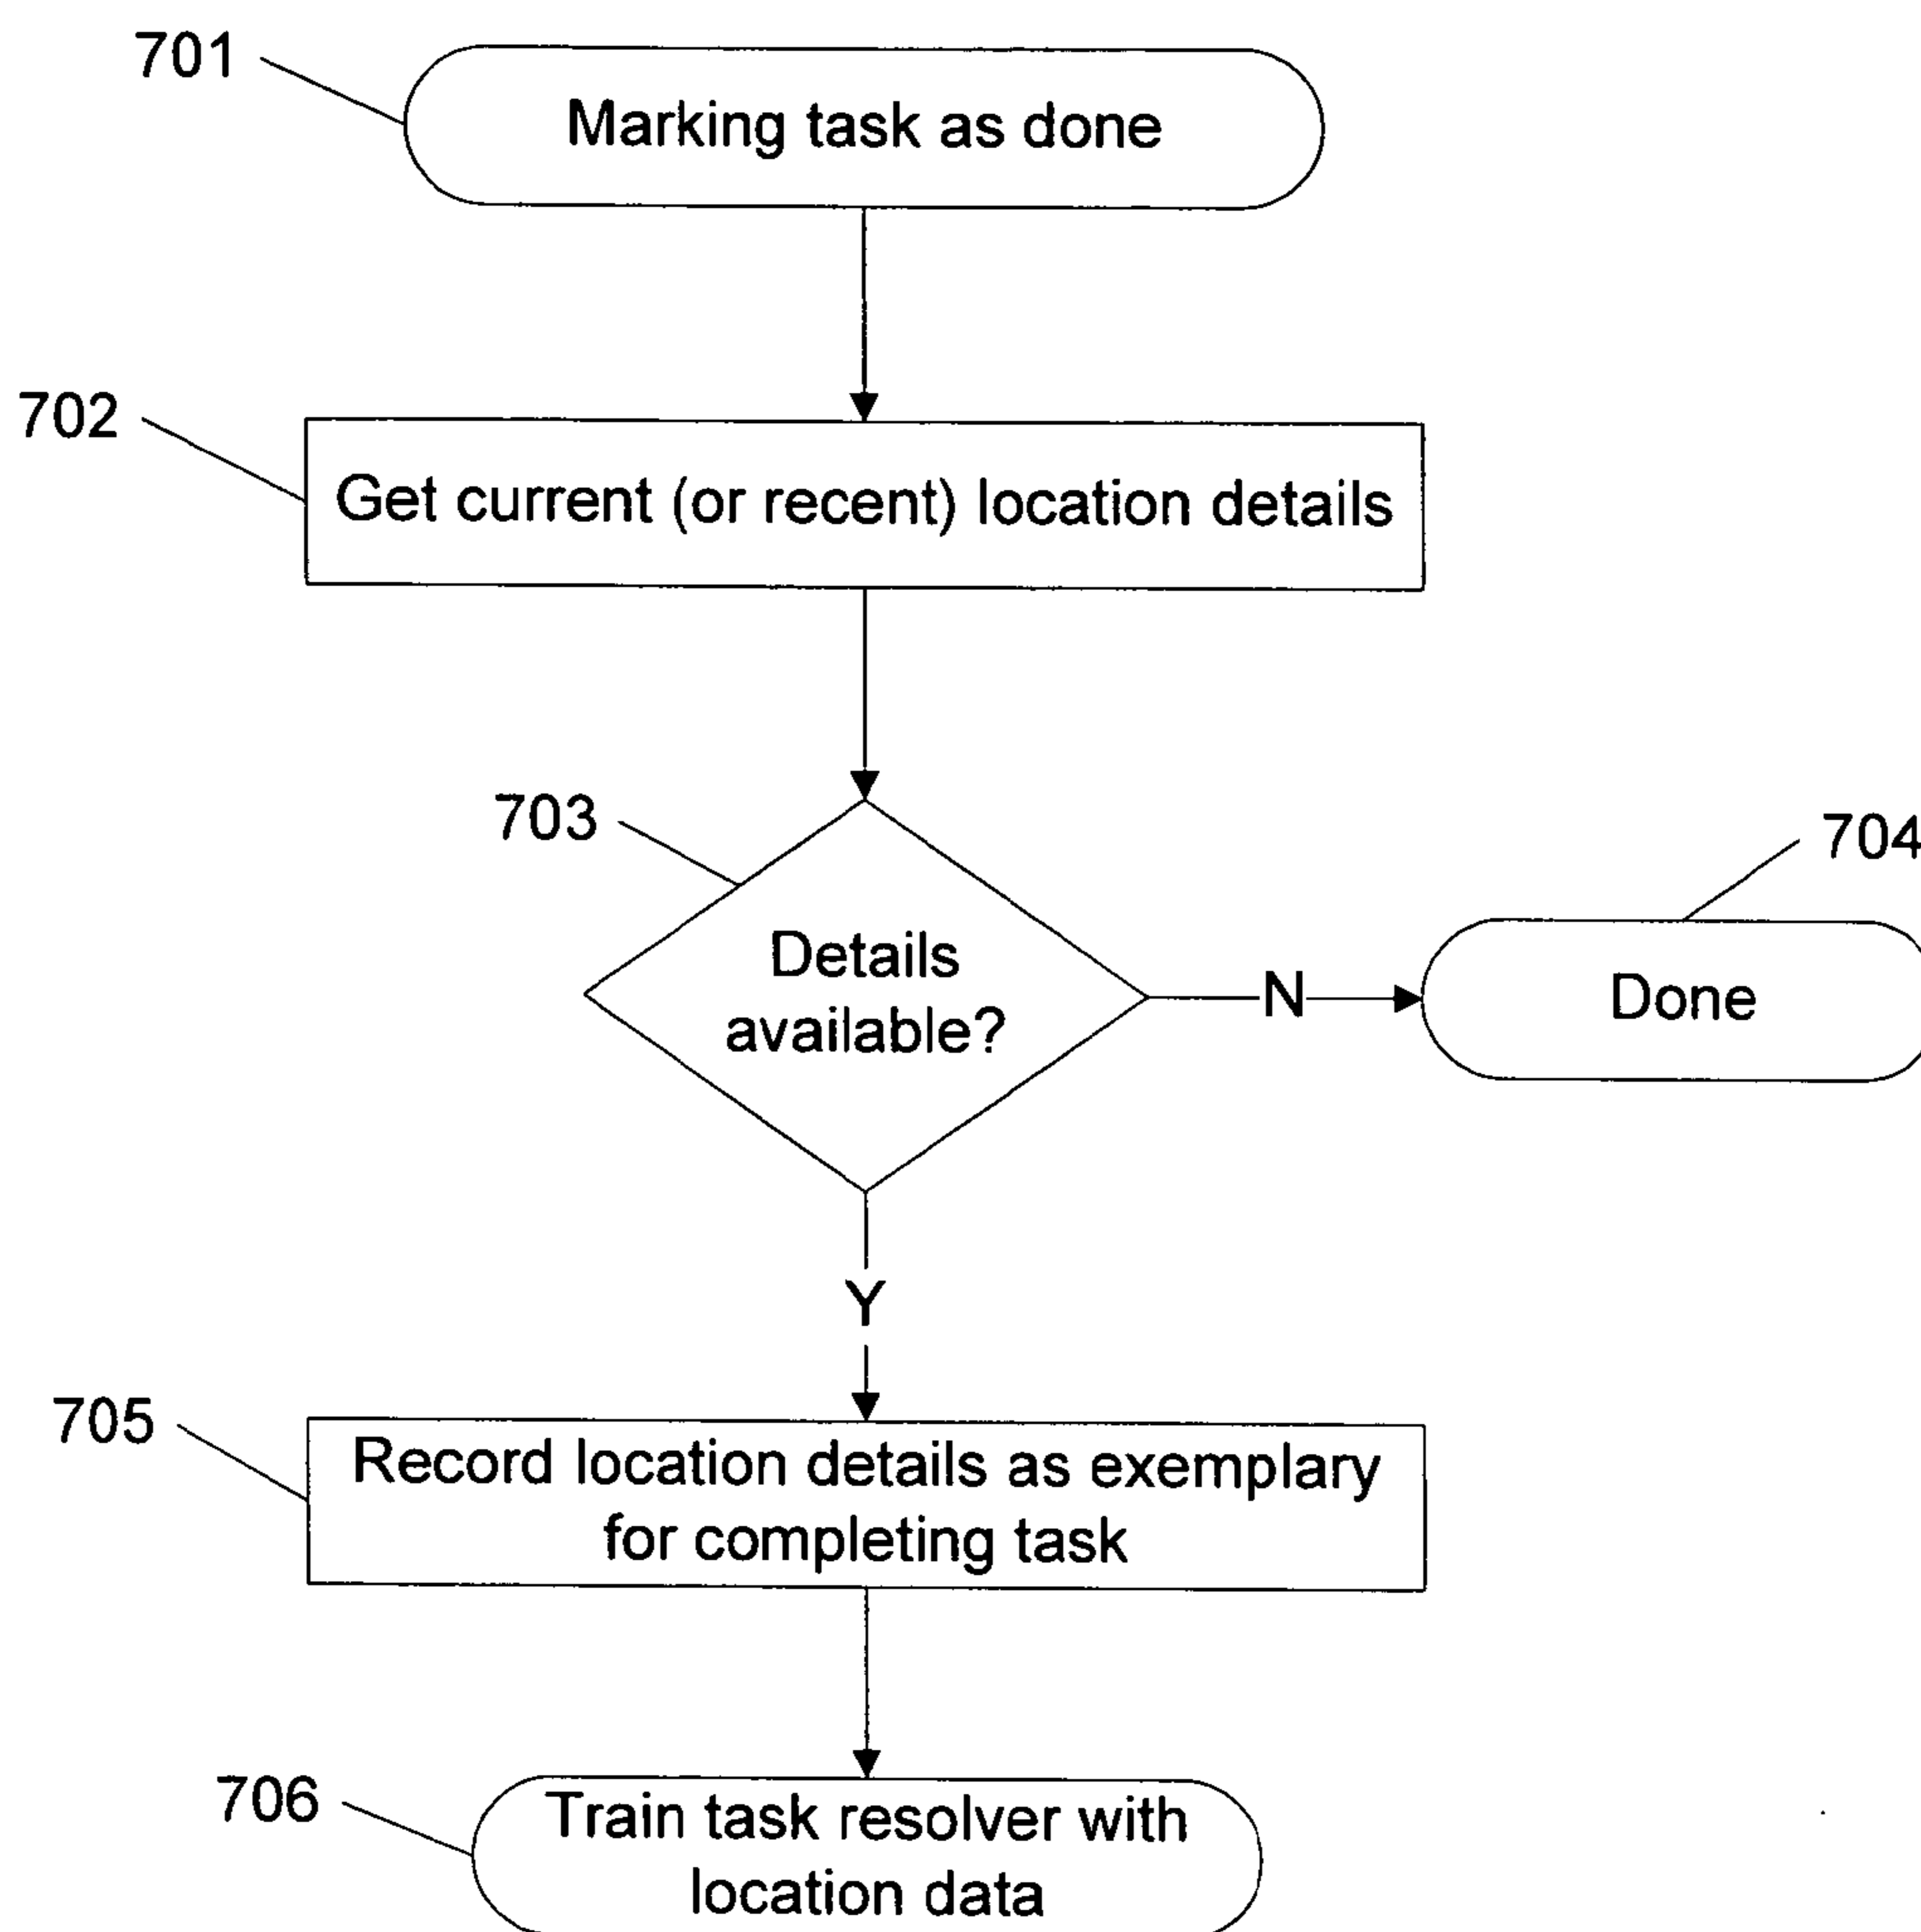 701
Marking task as done
702
Get current (or recent) location details
703
704
Details
available?
N
Done
Y
705
Record location details as exemplary
for completing task
706
Train task resolver with
location data